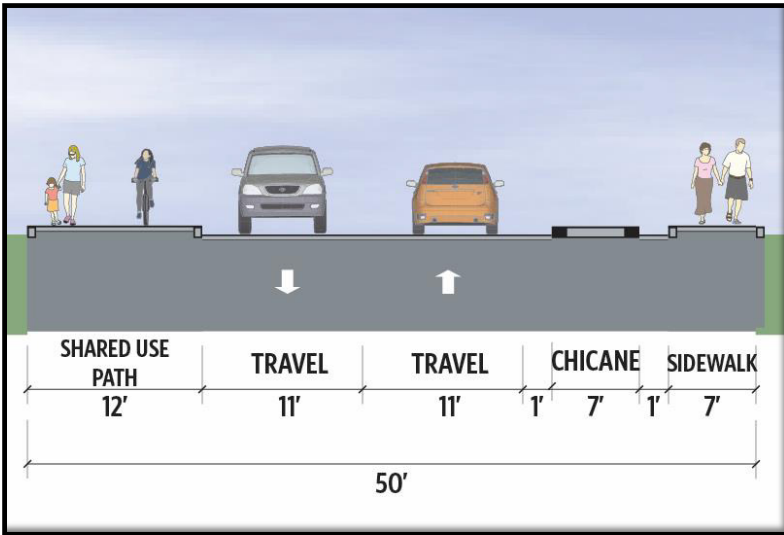 SHARED USE
PATH
TRAVEL
TRAVEL
CHICANE
SIDEWALK
12'
11'
11'
1'
7'
1'
7'
50'